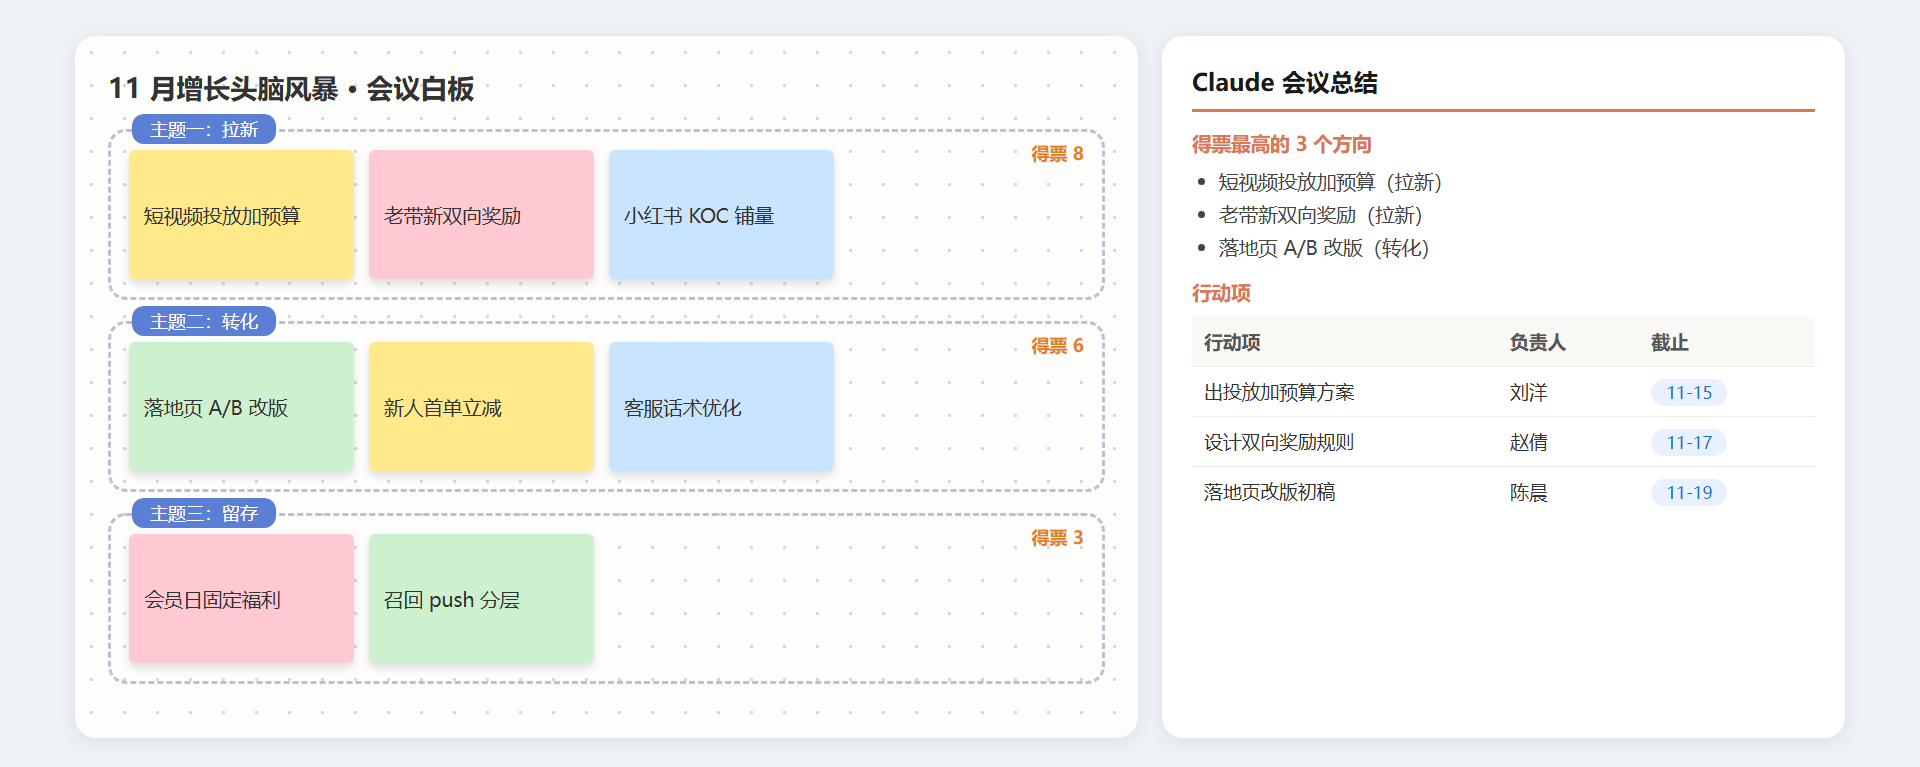 11 月增长头脑风暴 • 会议白板
主题一：拉新
得票 8
短视频投放加预算
老带新双向奖励
小红书 KOC 铺量
主题二：转化
得票 6
落地页 A/B 改版
新人首单立减
客服话术优化
主题三：留存
得票 3
会员日固定福利
召回 push 分层
Claude 会议总结
得票最高的 3 个方向
• 短视频投放加预算（拉新）
• 老带新双向奖励（拉新）
• 落地页 A/B 改版（转化）
行动项
行动项 负责人 截止
出投放加预算方案 刘洋 11-15
设计双向奖励规则 赵倩 11-17
落地页改版初稿 陈晨 11-19